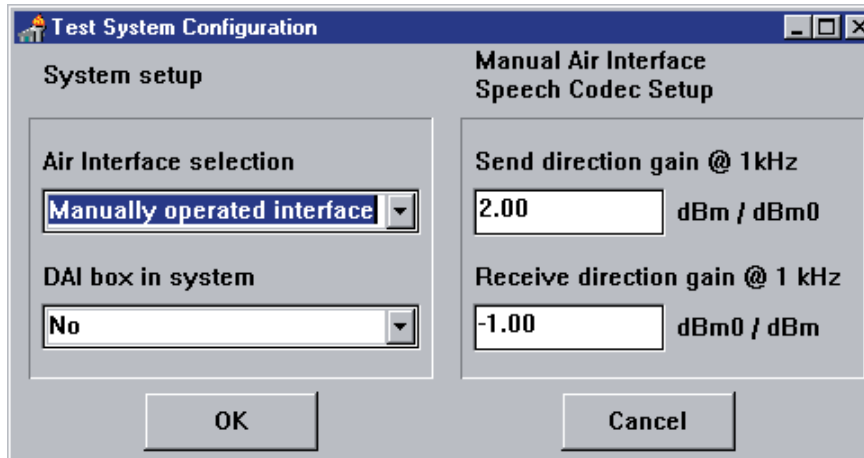 Test System Configuration
System setup
Air Interface selection
Manually operated interface
DAI box in system
No
Manual Air Interface
Speech Codec Setup
Send direction gain @ 1kHz
2.00 dBm / dBm0
Receive direction gain @ 1 kHz
-1.00 dBm0 / dBm
OK
Cancel